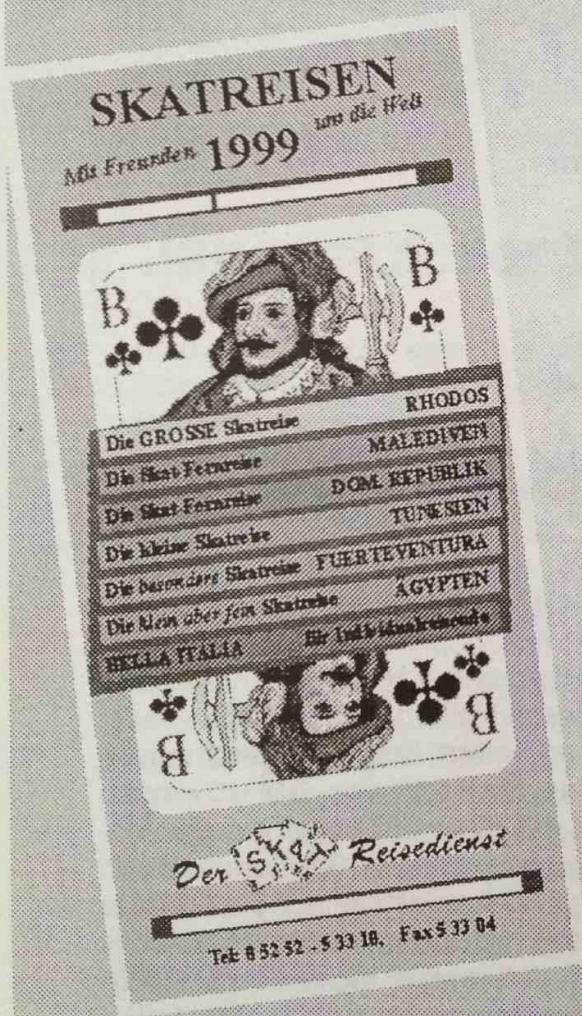 SKATREISEN
Mit Freunden 1999 um die Welt
B B
Die GROSSE Skatreise RHODOS
Die Skat-Fernreise MALEDIVEN
Die Skat-Fernreise DOM. REPUBLIK
Die kleine Skatreise TUNESIEN
Die besondere Skatreise FUERTEVENTURA
Die klein aber fein Skatreise ÄGYPTEN
BELLA ITALIA für Individualreisende
B B
Der SKAT Reisedienst
Tel: 0 52 52 . 5 33 10, Fax 5 33 04